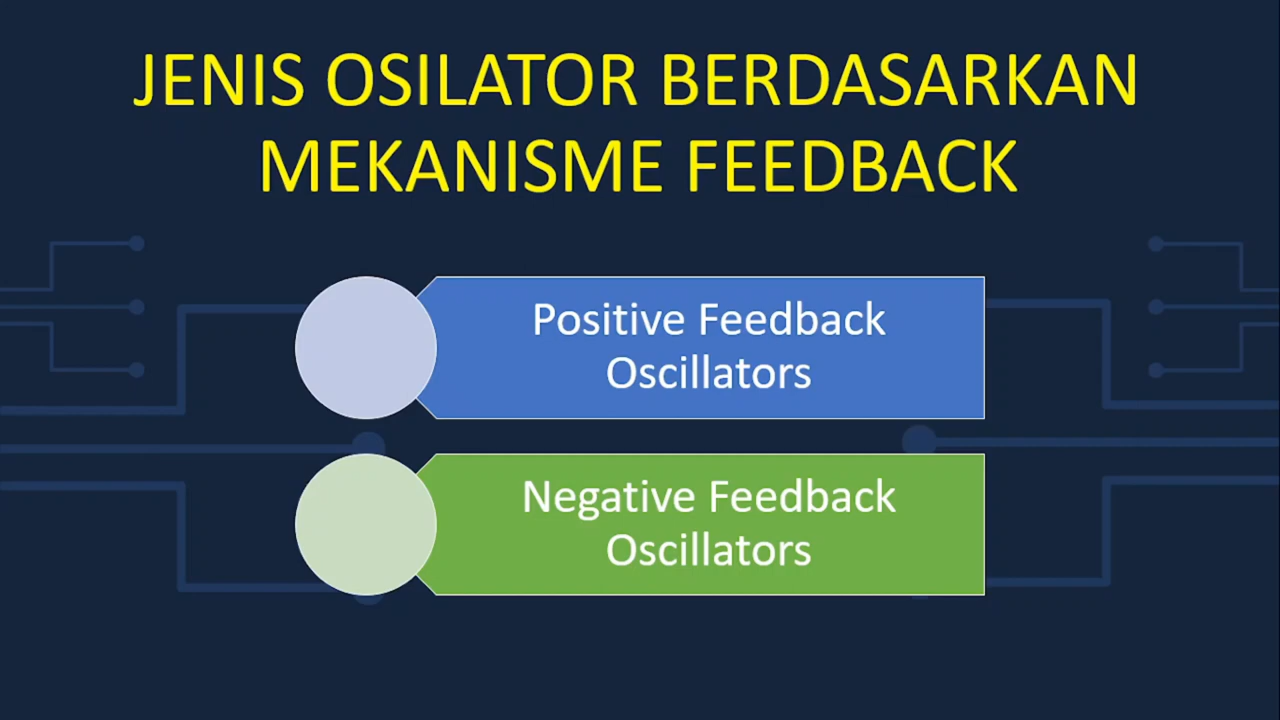 JENIS OSILATOR BERDASARKAN
MEKANISME FEEDBACK
Positive Feedback
Oscillators
Negative Feedback
Oscillators